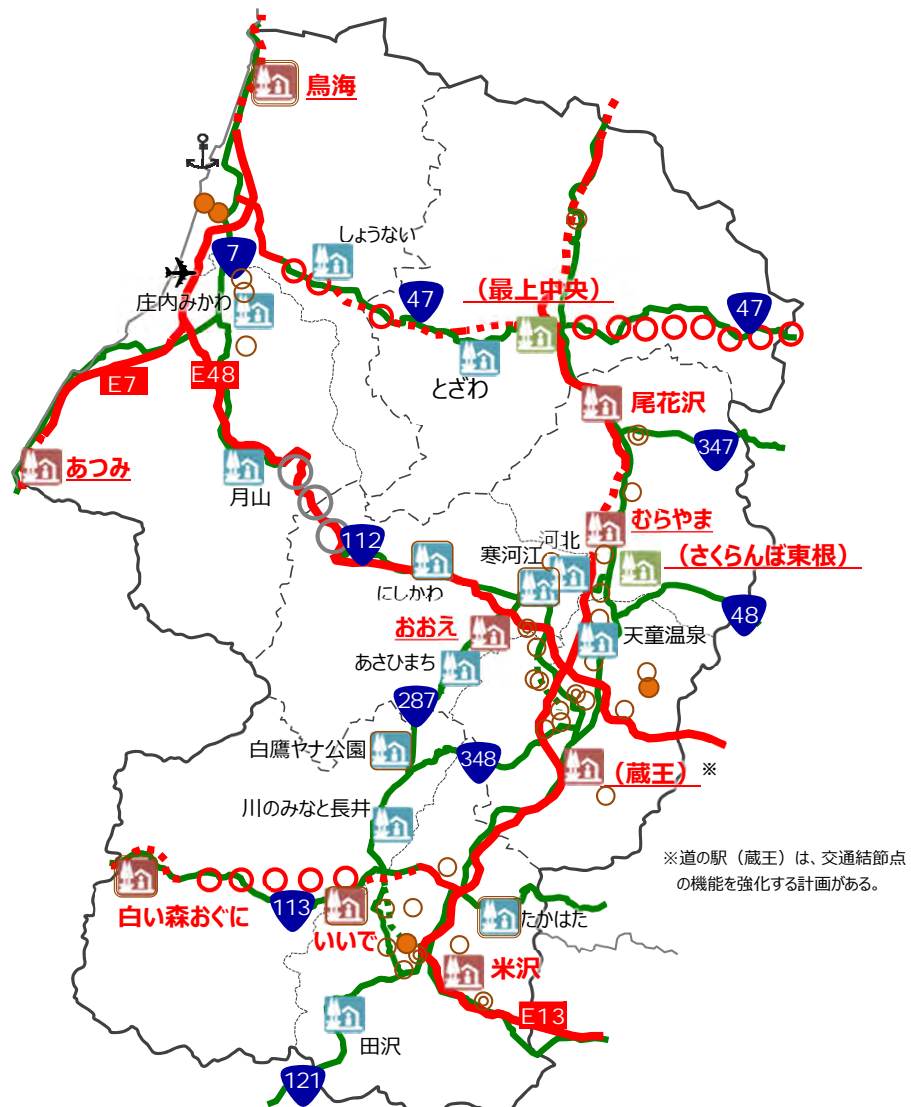 鳥海
しょうない
7
庄内みかわ
47
(最上中央)
47
とざわ
E7
E48
尾花沢
347
あつみ
月山
むらやま
112
河北
寒河江
(さくらんぼ東根)
にしかわ
48
おおえ
天童温泉
あさひまち
287
白鷹ヤナ公園
348
(蔵王)※
川のみなと長井
※道の駅(蔵王)は、交通結節点
の機能を強化する計画がある。
113
白い森おぐに
いいで
たかはた
米沢
E13
田沢
121